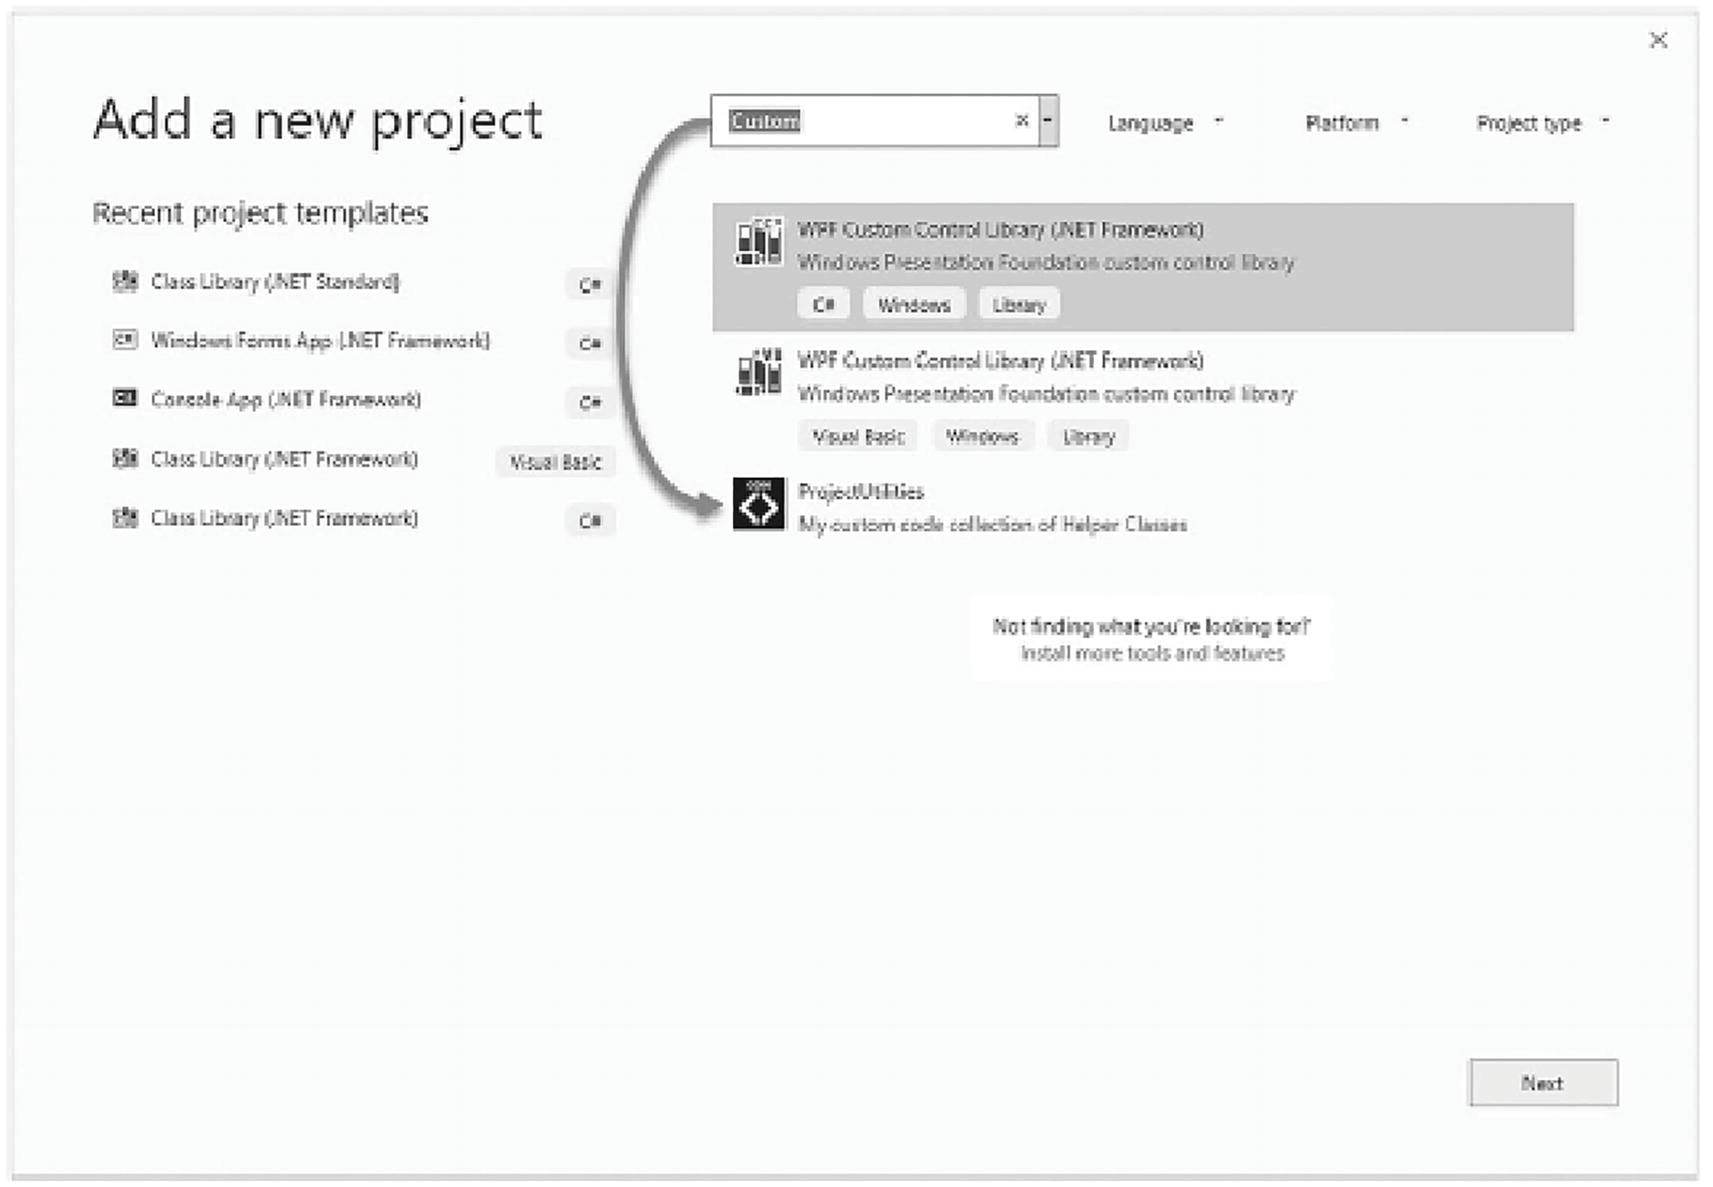 Add a new project
Custom
Language
Platform
Project type
Recent project templates
Class Library (.NET Standard)
C#
Windows Forms App (.NET Framework)
C#
Console App (.NET Framework)
C#
Class Library (.NET Framework)
Visual Basic
Class Library (.NET Framework)
C#
WPF Custom Control Library (.NET Framework)
Windows Presentation Foundation custom control library
C# Windows Library
WPF Custom Control Library (.NET Framework)
Windows Presentation Foundation custom control library
Visual Basic Windows Library
ProjectUtilities
My custom code collection of Helper Classes
Not finding what you're looking for?
Install more tools and features
Next